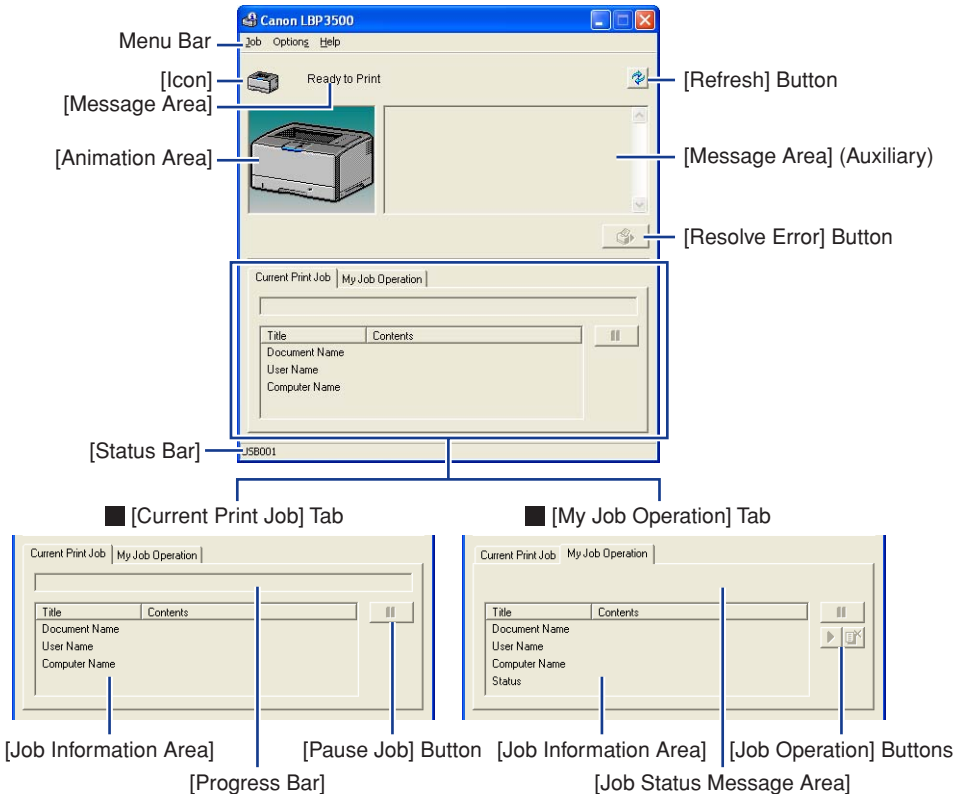 Canon LBP3500
Menu Bar
Job Options Help
[Icon]
Ready to Print
[Refresh] Button
[Message Area]
[Animation Area]
[Message Area] (Auxiliary)
[Resolve Error] Button
Current Print Job My Job Operation
Title Contents
Document Name
User Name
Computer Name
[Status Bar]
USB001
■ [Current Print Job] Tab
■ [My Job Operation] Tab
Current Print Job My Job Operation
Title Contents
Document Name
User Name
Computer Name
Current Print Job My Job Operation
Title Contents
Document Name
User Name
Computer Name
Status
[Job Information Area]
[Pause Job] Button
[Job Information Area]
[Job Operation] Buttons
[Progress Bar]
[Job Status Message Area]